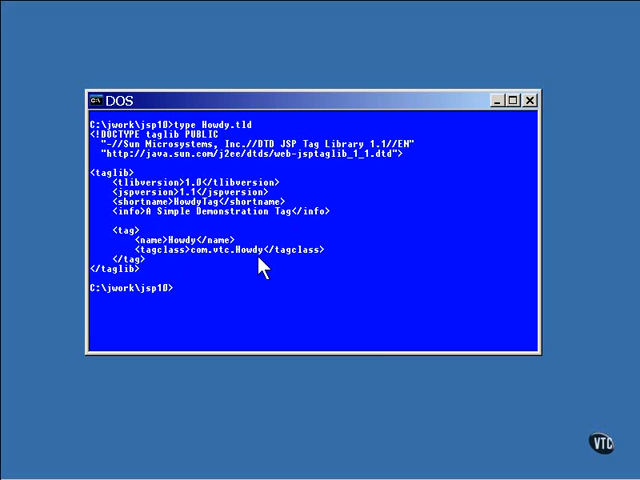 DOS
C:\jwork\jsp10>type Howdy.tld
<!DOCTYPE taglib PUBLIC
"-//Sun Microsystems, Inc.//DTD JSP Tag Library 1.1//EN"
"http://java.sun.com/j2ee/dtds/web-jsptaglib_1_1.dtd">
<taglib>
<tlibversion>1.0</tlibversion>
<jspversion>1.1</jspversion>
<shortname>HowdyTag</shortname>
<info>A Simple Demonstration Tag</info>
<tag>
<name>Howdy</name>
<tagclass>com.vtc.Howdy</tagclass>
</tag>
</taglib>
C:\jwork\jsp10>
VTC